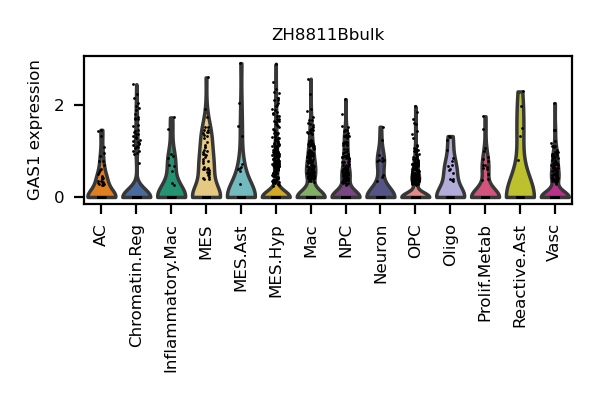 ZH8811Bbulk
GAS1 expression
2
0
AC
Chromatin.Reg
Inflammatory.Mac
MES
MES.Ast
MES.Hyp
Mac
NPC
Neuron
OPC
Oligo
Prolif.Metab
Reactive.Ast
Vasc